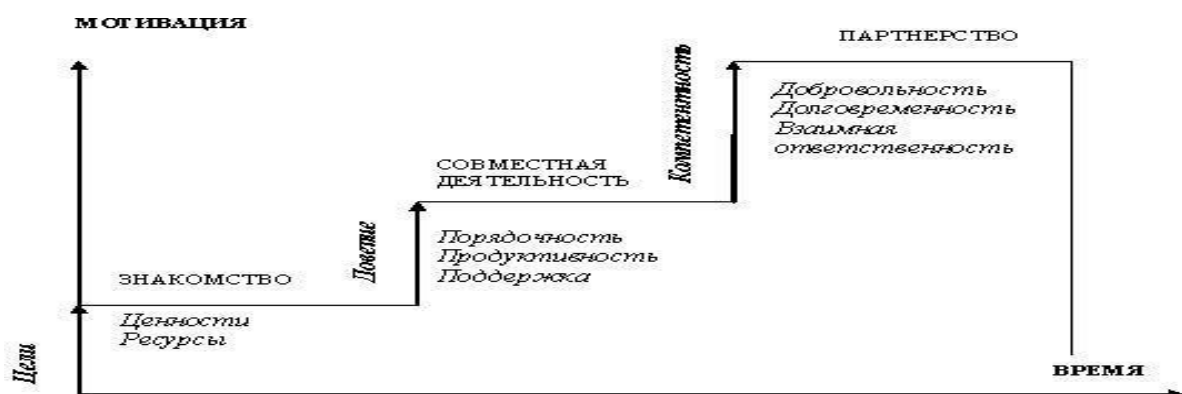 МОТИВАЦИЯ
ПАРТНЕРСТВО
Компетентность
Добровольность
Долговременность
Взаимная
ответственность
СОВМЕСТНАЯ
ДЕЯТЕЛЬНОСТЬ
Доверие
Порядочность
Продуктивность
Поддержка
ЗНАКОМСТВО
Ценности
Ресурсы
Цели
ВРЕМЯ